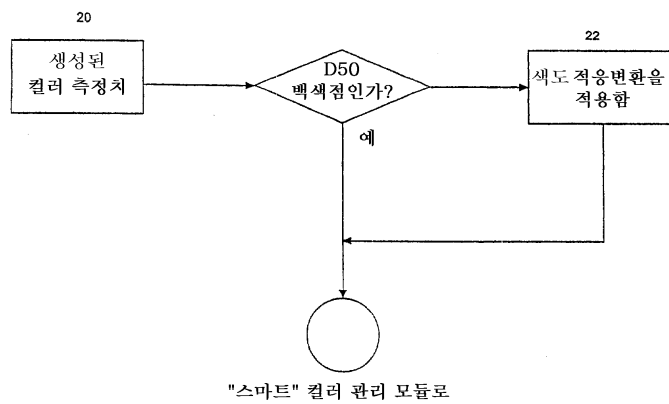 20
생성된
컬러 측정치
D50
백색점인가?
예
22
색도 적응변환을
적용함
"스마트" 컬러 관리 모듈로